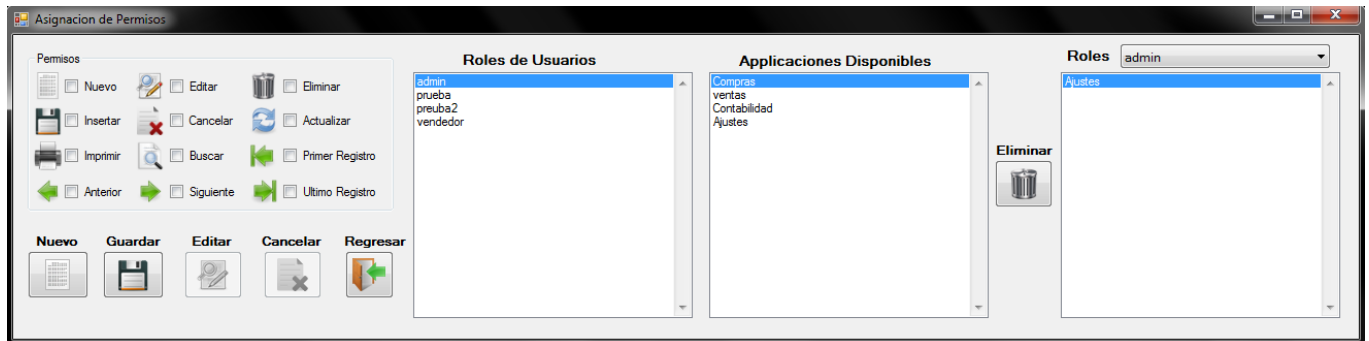 Asignacion de Permisos
Permisos
Nuevo Editar Eliminar
Insertar Cancelar Actualizar
Imprimir Buscar Primer Registro
Anterior Siguiente Ultimo Registro
Nuevo Guardar Editar Cancelar Regresar
Roles de Usuarios
admin
prueba
preuba2
vendedor
Applicaciones Disponibles
Compras
ventas
Contabilidad
Ajustes
Eliminar
Roles admin
Ajustes